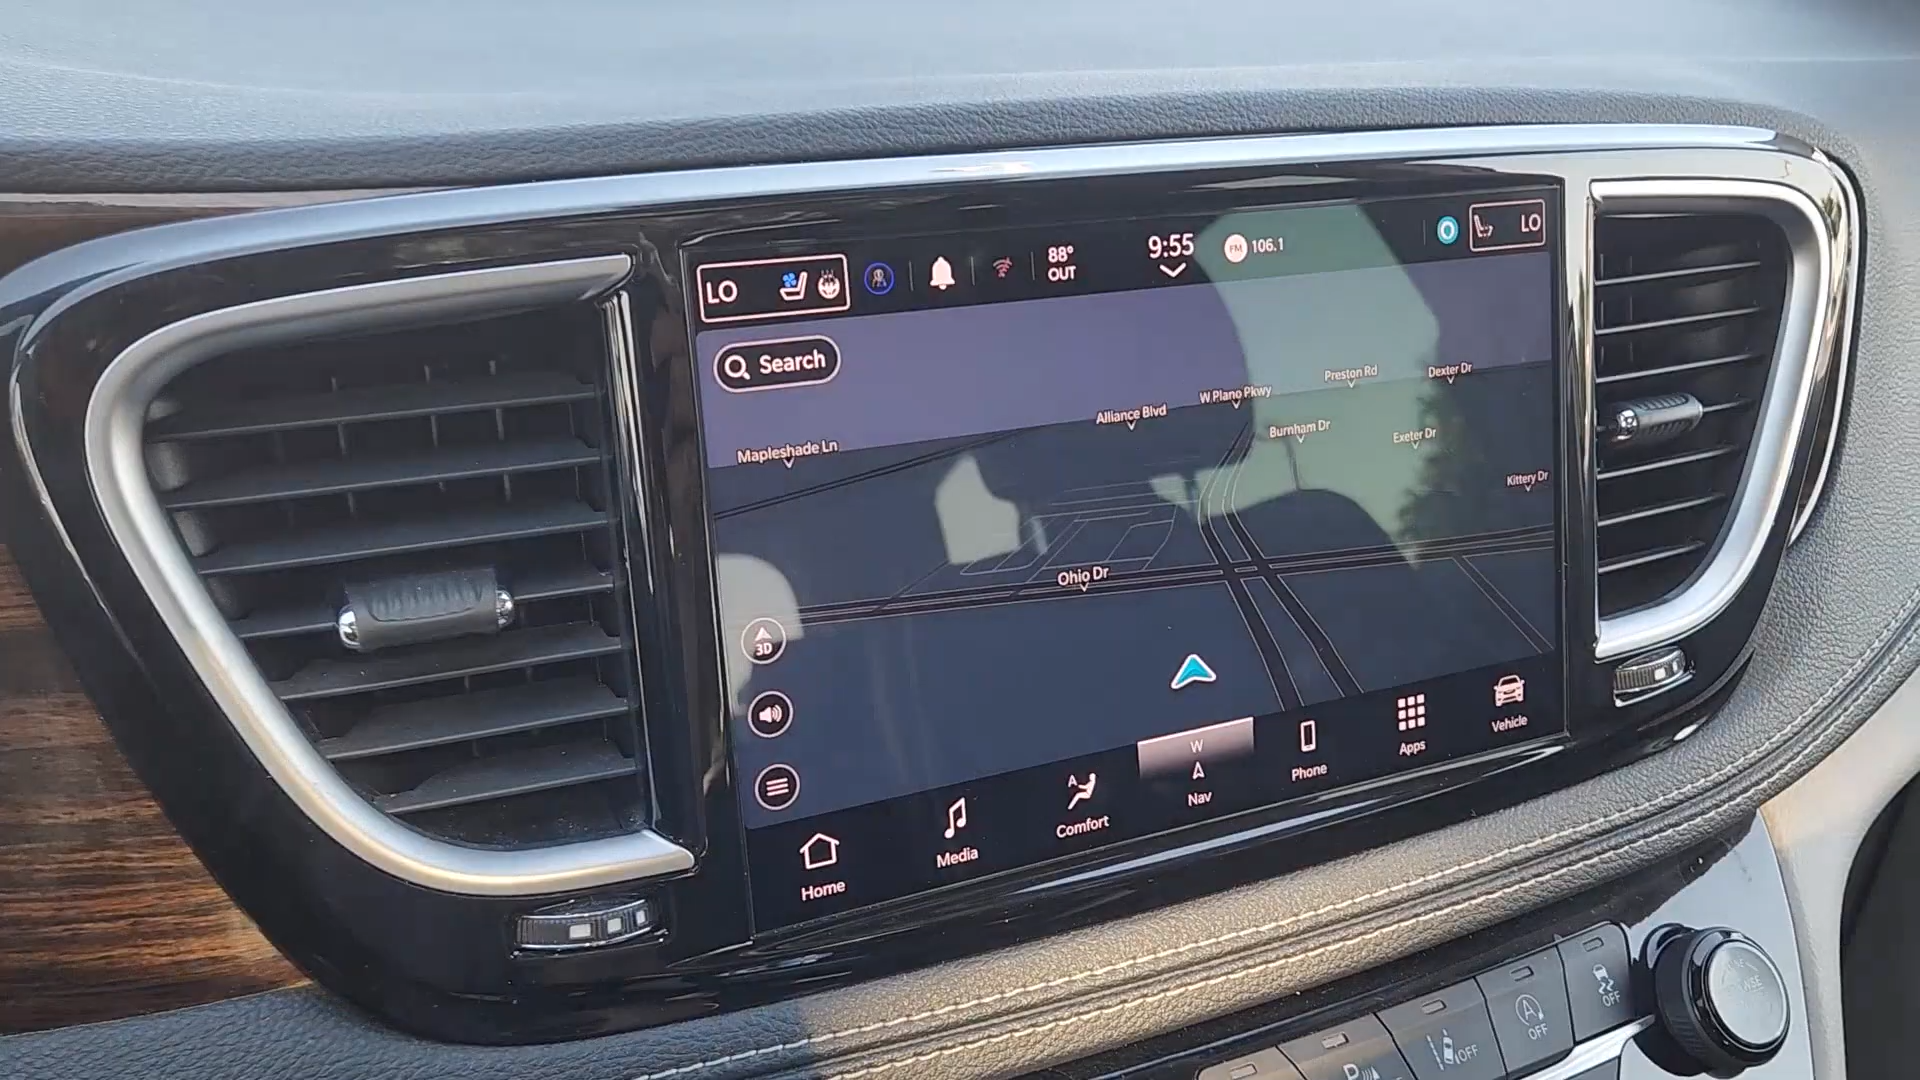 LO
88°
OUT
9:55
FM 106.1
LO
Search
Preston Rd
Dexter Dr
W Plano Pkwy
Alliance Blvd
Burnham Dr
Exeter Dr
Mapleshade Ln
Kittery Dr
Ohio Dr
3D
W
Nav
Home
Media
A
Comfort
Phone
Apps
Vehicle
OFF
A OFF
OFF
P